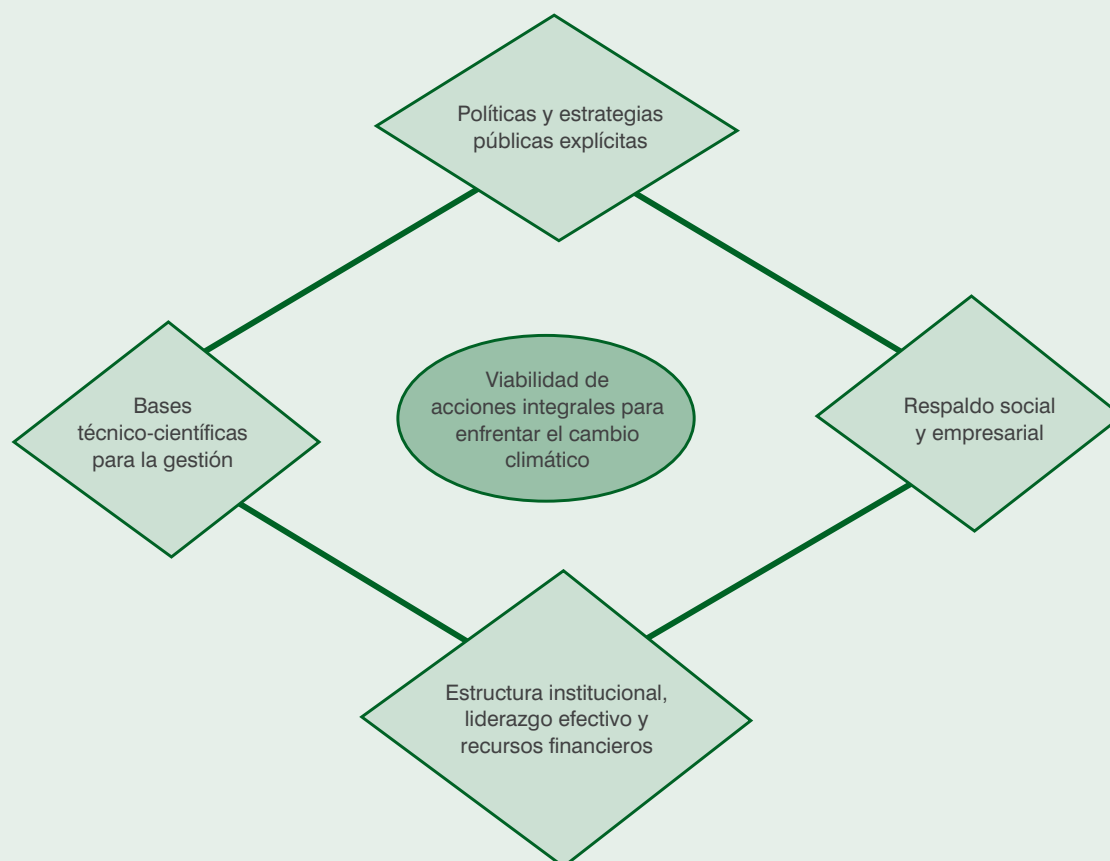 Políticas y estrategias
públicas explícitas
Bases
técnico-científicas
para la gestión
Viabilidad de
acciones integrales para
enfrentar el cambio
climático
Respaldo social
y empresarial
Estructura institucional,
liderazgo efectivo y
recursos financieros